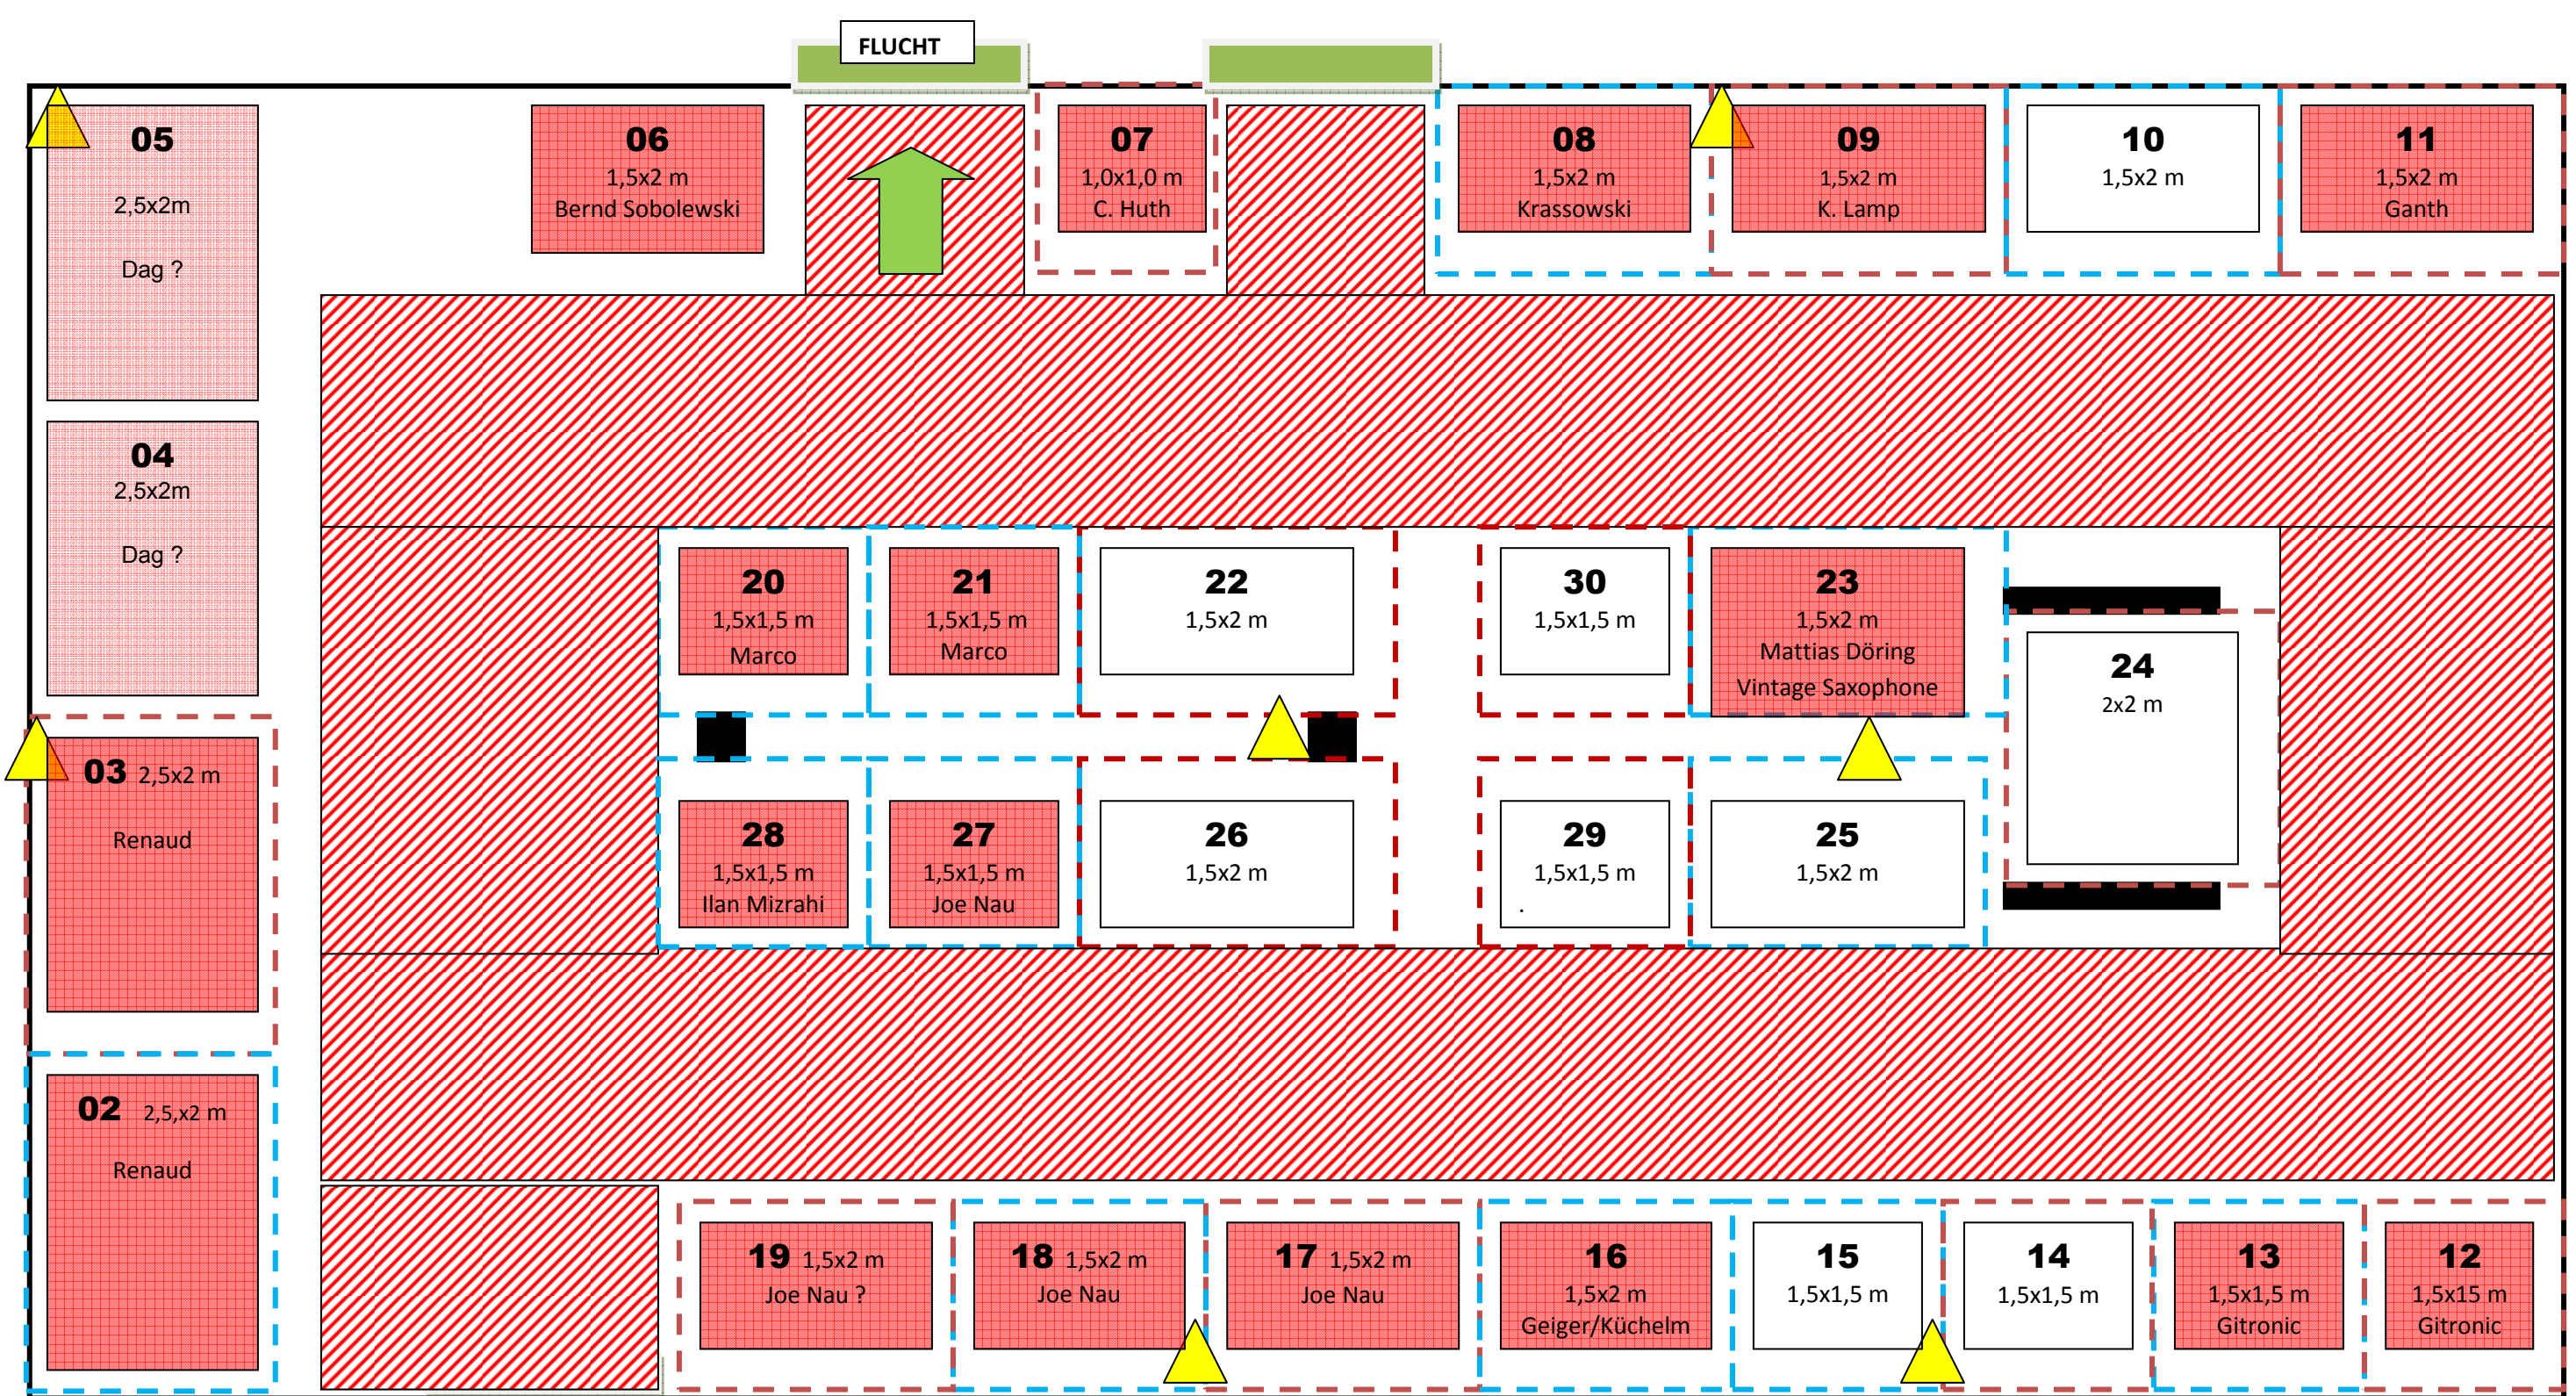 FLUCHT
05
2,5x2m
Dag ?
06
1,5x2 m
Bernd Sobolewski
07
1,0x1,0 m
C. Huth
08
1,5x2 m
Krassowski
09
1,5x2 m
K. Lamp
10
1,5x2 m
11
1,5x2 m
Ganth
04
2,5x2m
Dag ?
03 2,5x2 m
Renaud
02 2,5,x2 m
Renaud
20
1,5x1,5 m
Marco
21
1,5x1,5 m
Marco
22
1,5x2 m
30
1,5x1,5 m
23
1,5x2 m
Mattias Döring
Vintage Saxophone
24
2x2 m
28
1,5x1,5 m
Ilan Mizrahi
27
1,5x1,5 m
Joe Nau
26
1,5x2 m
29
1,5x1,5 m
.
25
1,5x2 m
19 1,5x2 m
Joe Nau ?
18 1,5x2 m
Joe Nau
17 1,5x2 m
Joe Nau
16
1,5x2 m
Geiger/Küchelm
15
1,5x1,5 m
14
1,5x1,5 m
13
1,5x1,5 m
Gitronic
12
1,5x15 m
Gitronic